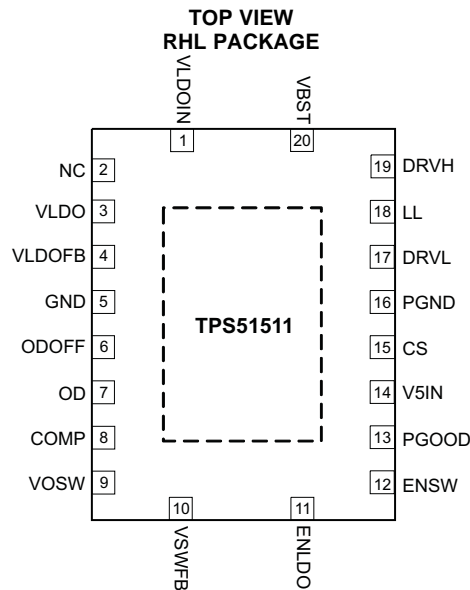 TOP VIEW
RHL PACKAGE
VLDOIN
VBST
1
20
NC 2
19 DRVH
VLDO 3
18 LL
VLDOFB 4
17 DRVL
GND 5
16 PGND
TPS51511
ODOFF 6
15 CS
OD 7
14 V5IN
COMP 8
13 PGOOD
VOSW 9
12 ENSW
10
11
VSWFB
ENLDO